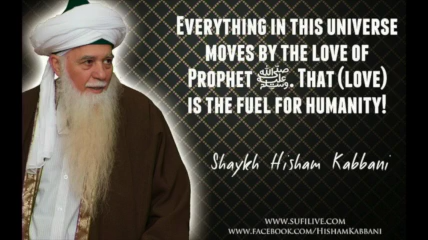 EVERYTHING IN THIS UNIVERSE
MOVES BY THE LOVE OF
PROPHET ﷺ. THAT (LOVE)
IS THE FUEL FOR HUMANITY!
Shaykh Hisham Kabbani
WWW.SUFILIVE.COM
WWW.FACEBOOK.COM/HISHAMKABBANI